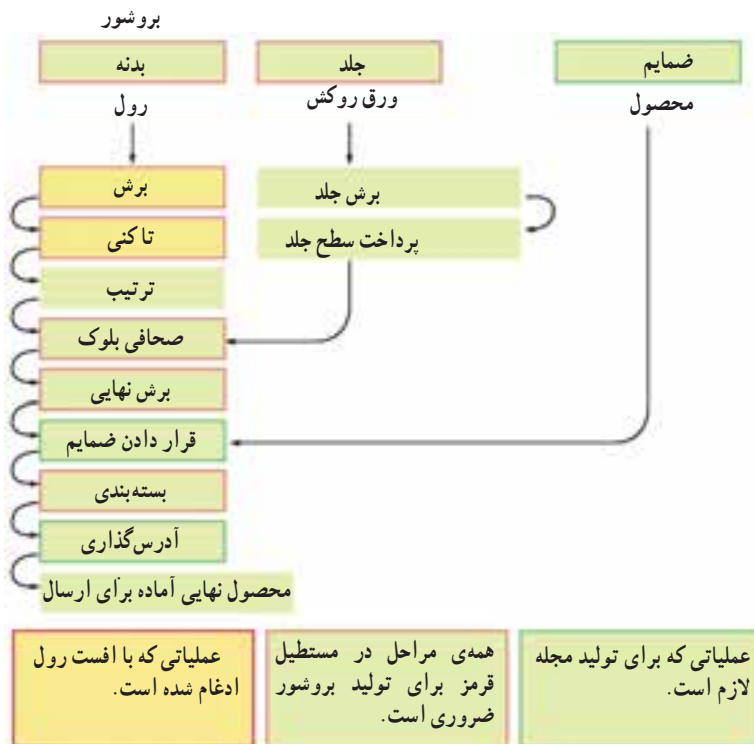 بروشور
ضمایم
جلد
بدنه
محصول
ورق روکش
رول
برش
برش جلد
تا کنی
پرداخت سطح جلد
ترتیب
صحافی بلوک
برش نهایی
قرار دادن ضمایم
بسته‌بندی
آدرس‌گذاری
محصول نهایی آماده برای ارسال
عملیاتی که برای تولید مجله
لازم است.
همه‌ی مراحل در مستطیل
قرمز برای تولید بروشور
ضروری است.
عملیاتی که با افست رول
ادغام شده است.